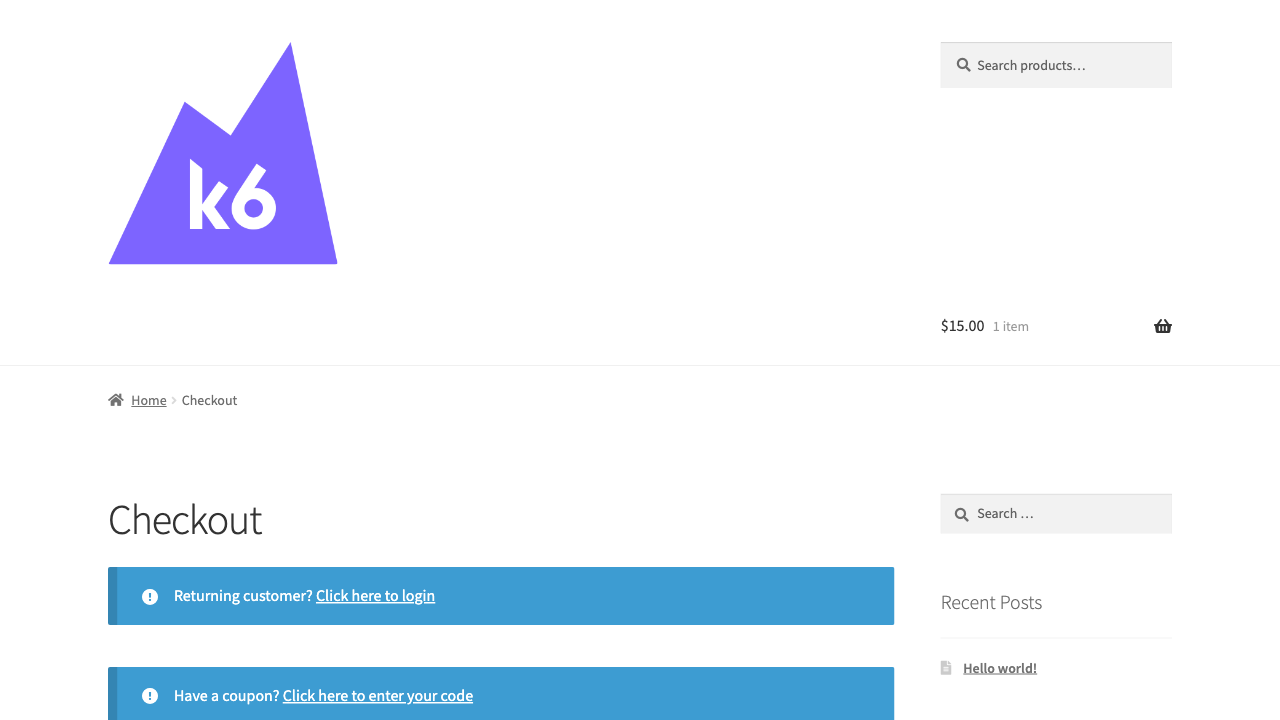 k6
Search products…
$15.00 1 item
Home Checkout
Checkout
Search …
Returning customer? Click here to login
Recent Posts
Hello world!
Have a coupon? Click here to enter your code